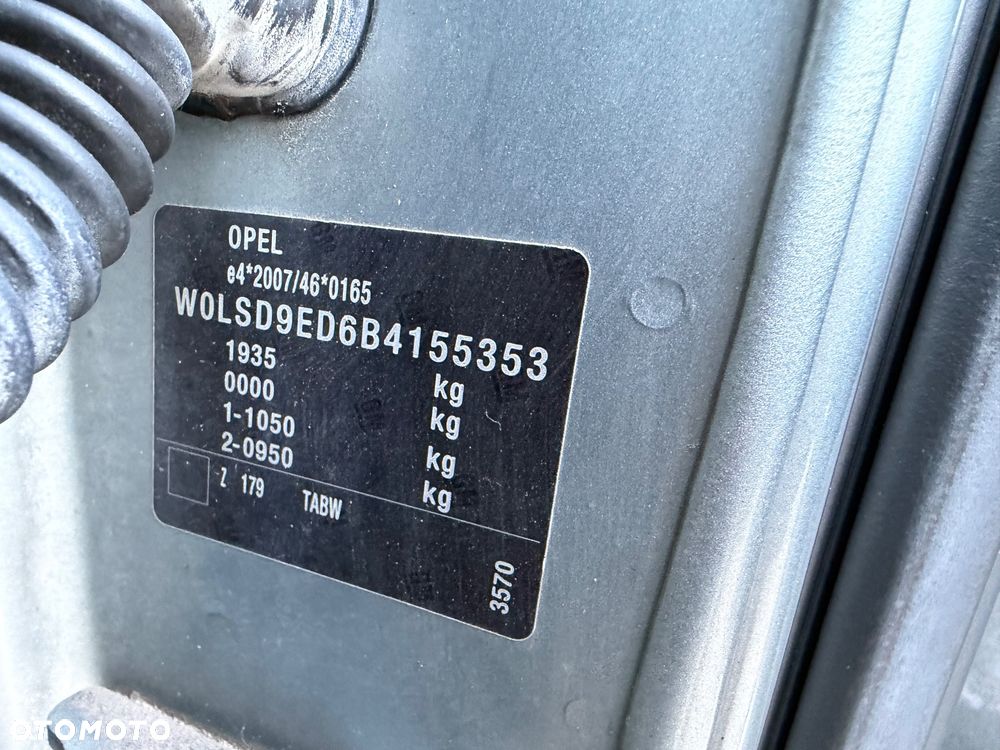 OPEL
e4*2007/46*0165
W0LSD9ED6B4155353
1935 kg
0000 kg
1-1050 kg
2-0950 kg
Z 179 TABW
3570
OTOMOTO